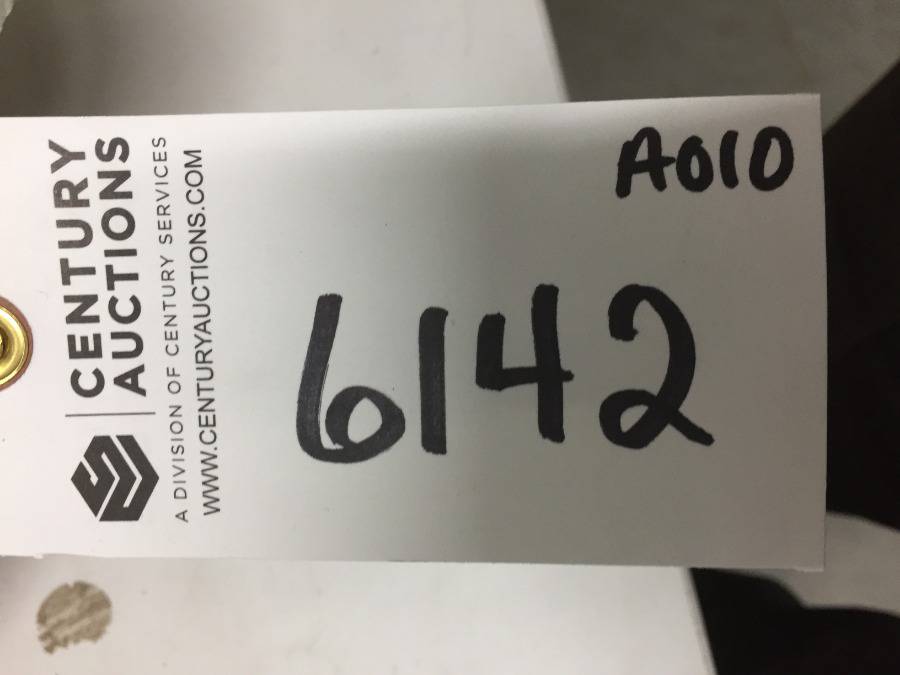 CENTURY
AUCTIONS
A DIVISION OF CENTURY SERVICES
WWW.CENTURYAUCTIONS.COM
A010
6142